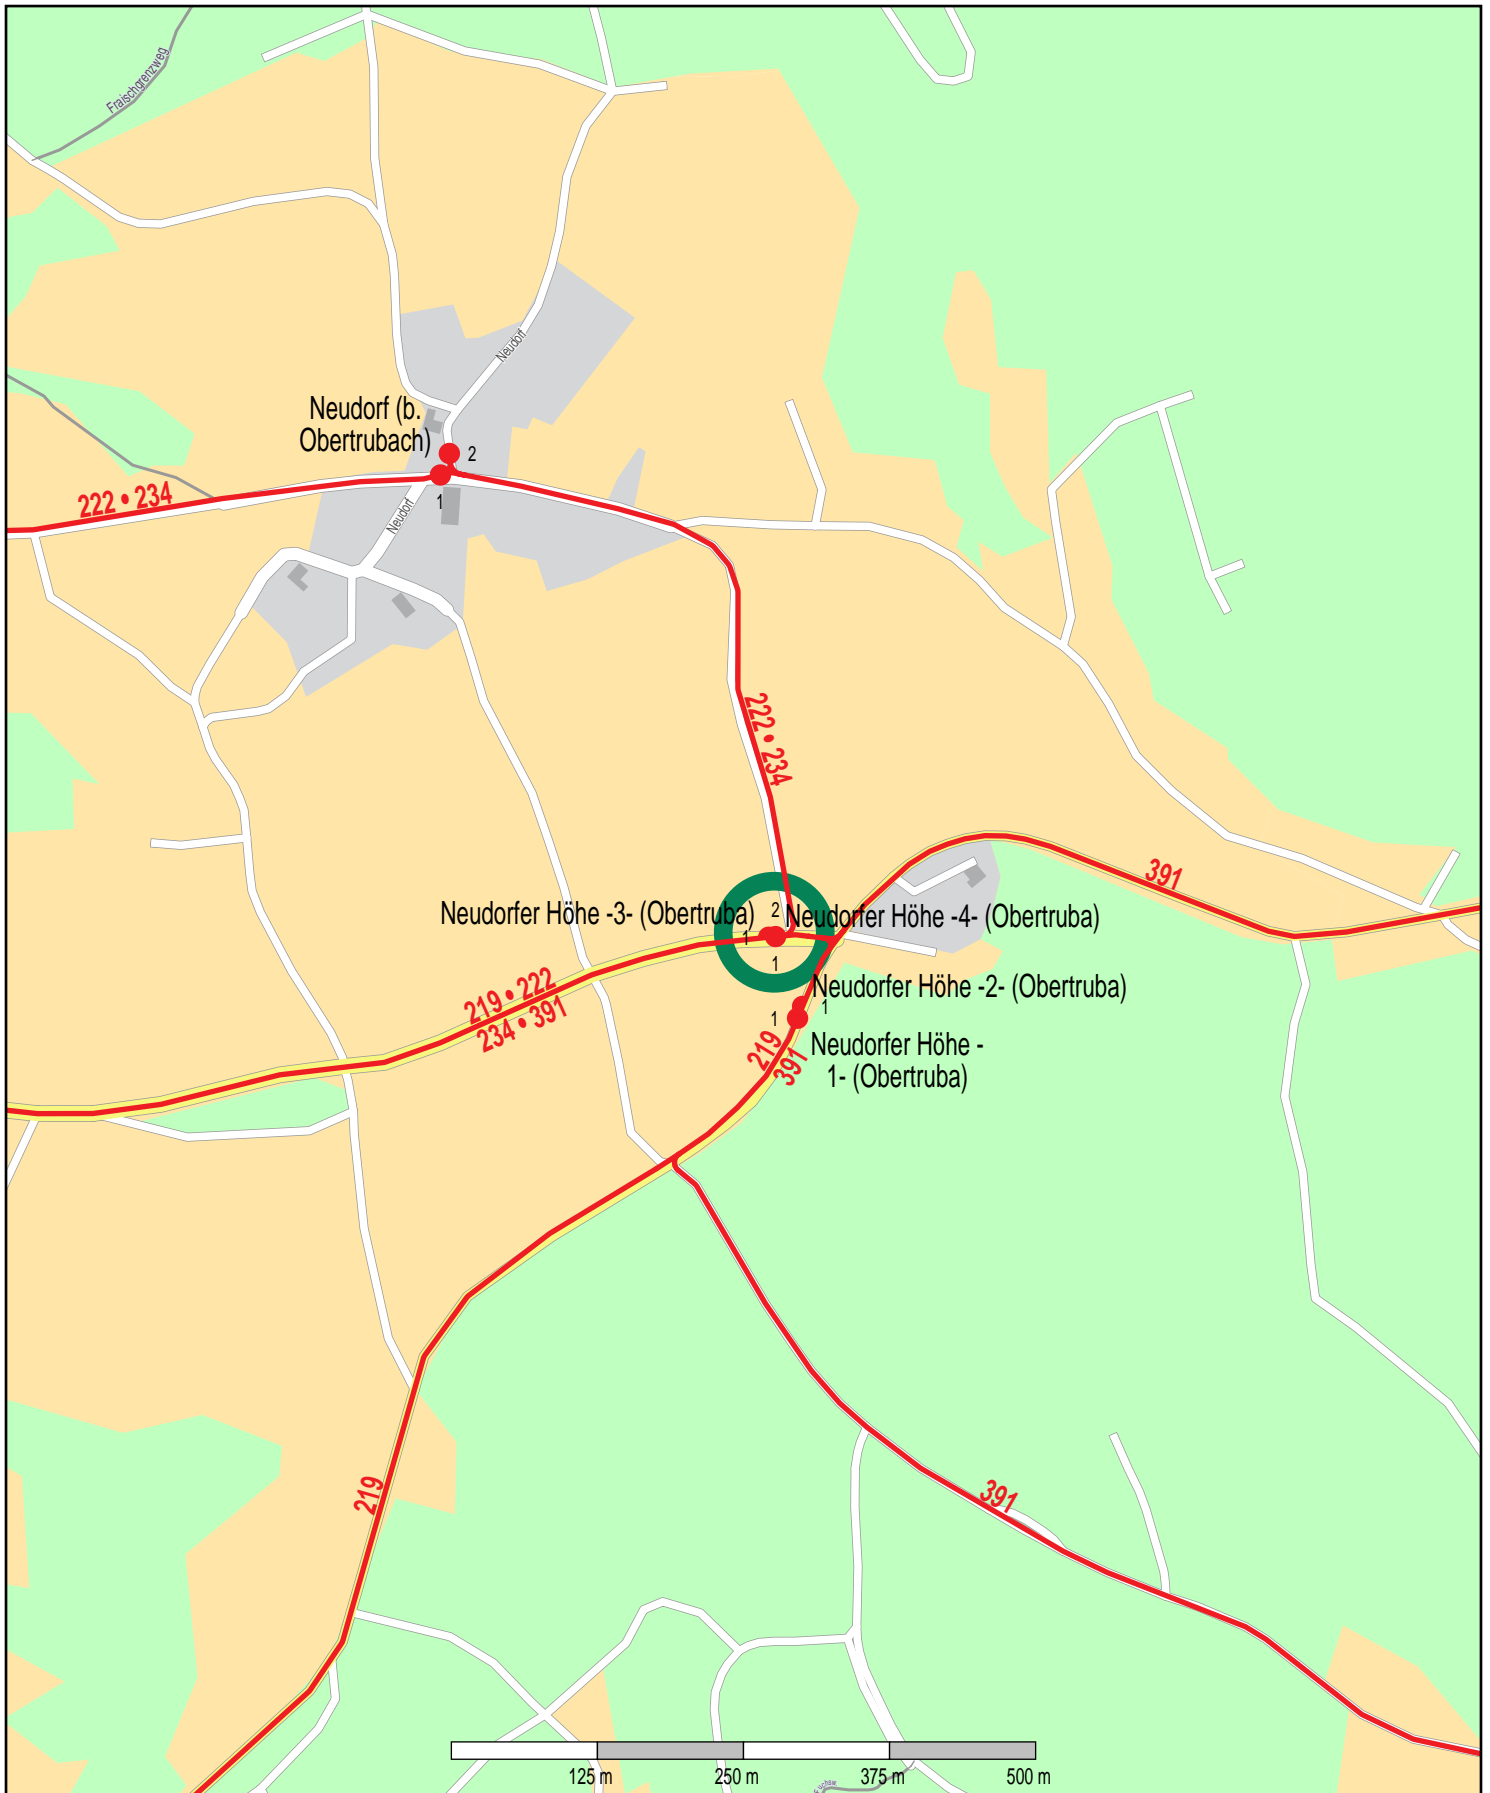 Fraischgrenzweg
Neudorf
Neudorf (b.
Obertrubach)
2
1
222 • 234
Neudorf
222 • 234
391
Neudorfer Höhe -3- (Obertruba)
2
Neudorfer Höhe -4- (Obertruba)
1
1
219 • 222
234 • 391
Neudorfer Höhe -2- (Obertruba)
1
1
219
391
Neudorfer Höhe -
1- (Obertruba)
219
391
125 m
250 m
375 m
500 m